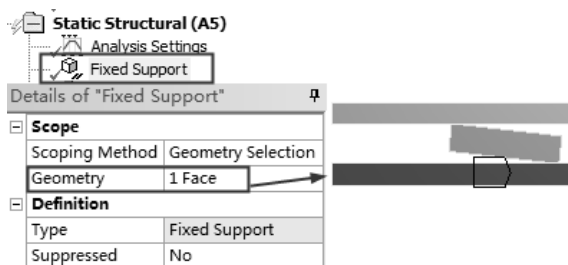 Static Structural (A5)
Analysis Settings
Fixed Support
Details of "Fixed Support"
Scope
Scoping Method Geometry Selection
Geometry 1 Face
Definition
Type Fixed Support
Suppressed No